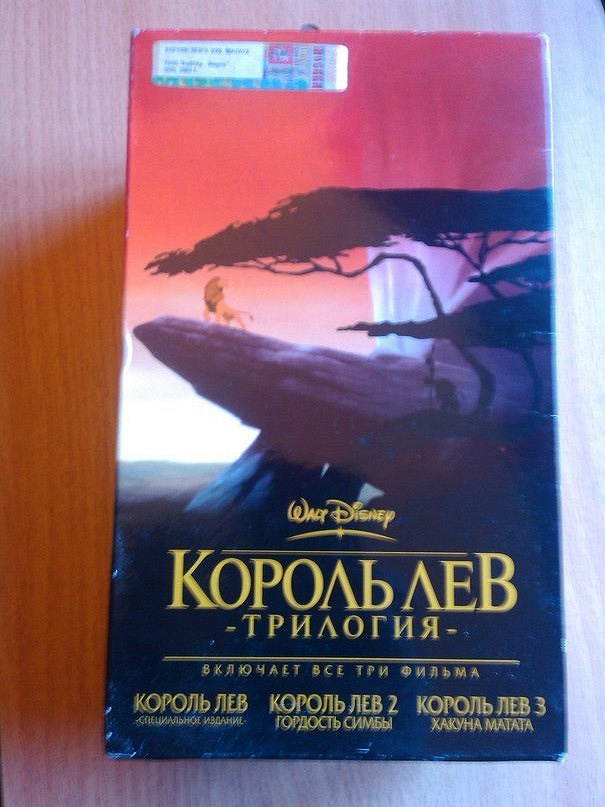 WALT DISNEY
КОРОЛЬ ЛЕВ
-ТРИЛОГИЯ-
ВКЛЮЧАЕТ ВСЕ ТРИ ФИЛЬМА
КОРОЛЬ ЛЕВ
-СПЕЦИАЛЬНОЕ ИЗДАНИЕ-
КОРОЛЬ ЛЕВ 2
ГОРДОСТЬ СИМБЫ
КОРОЛЬ ЛЕВ 3
ХАКУНА МАТАТА